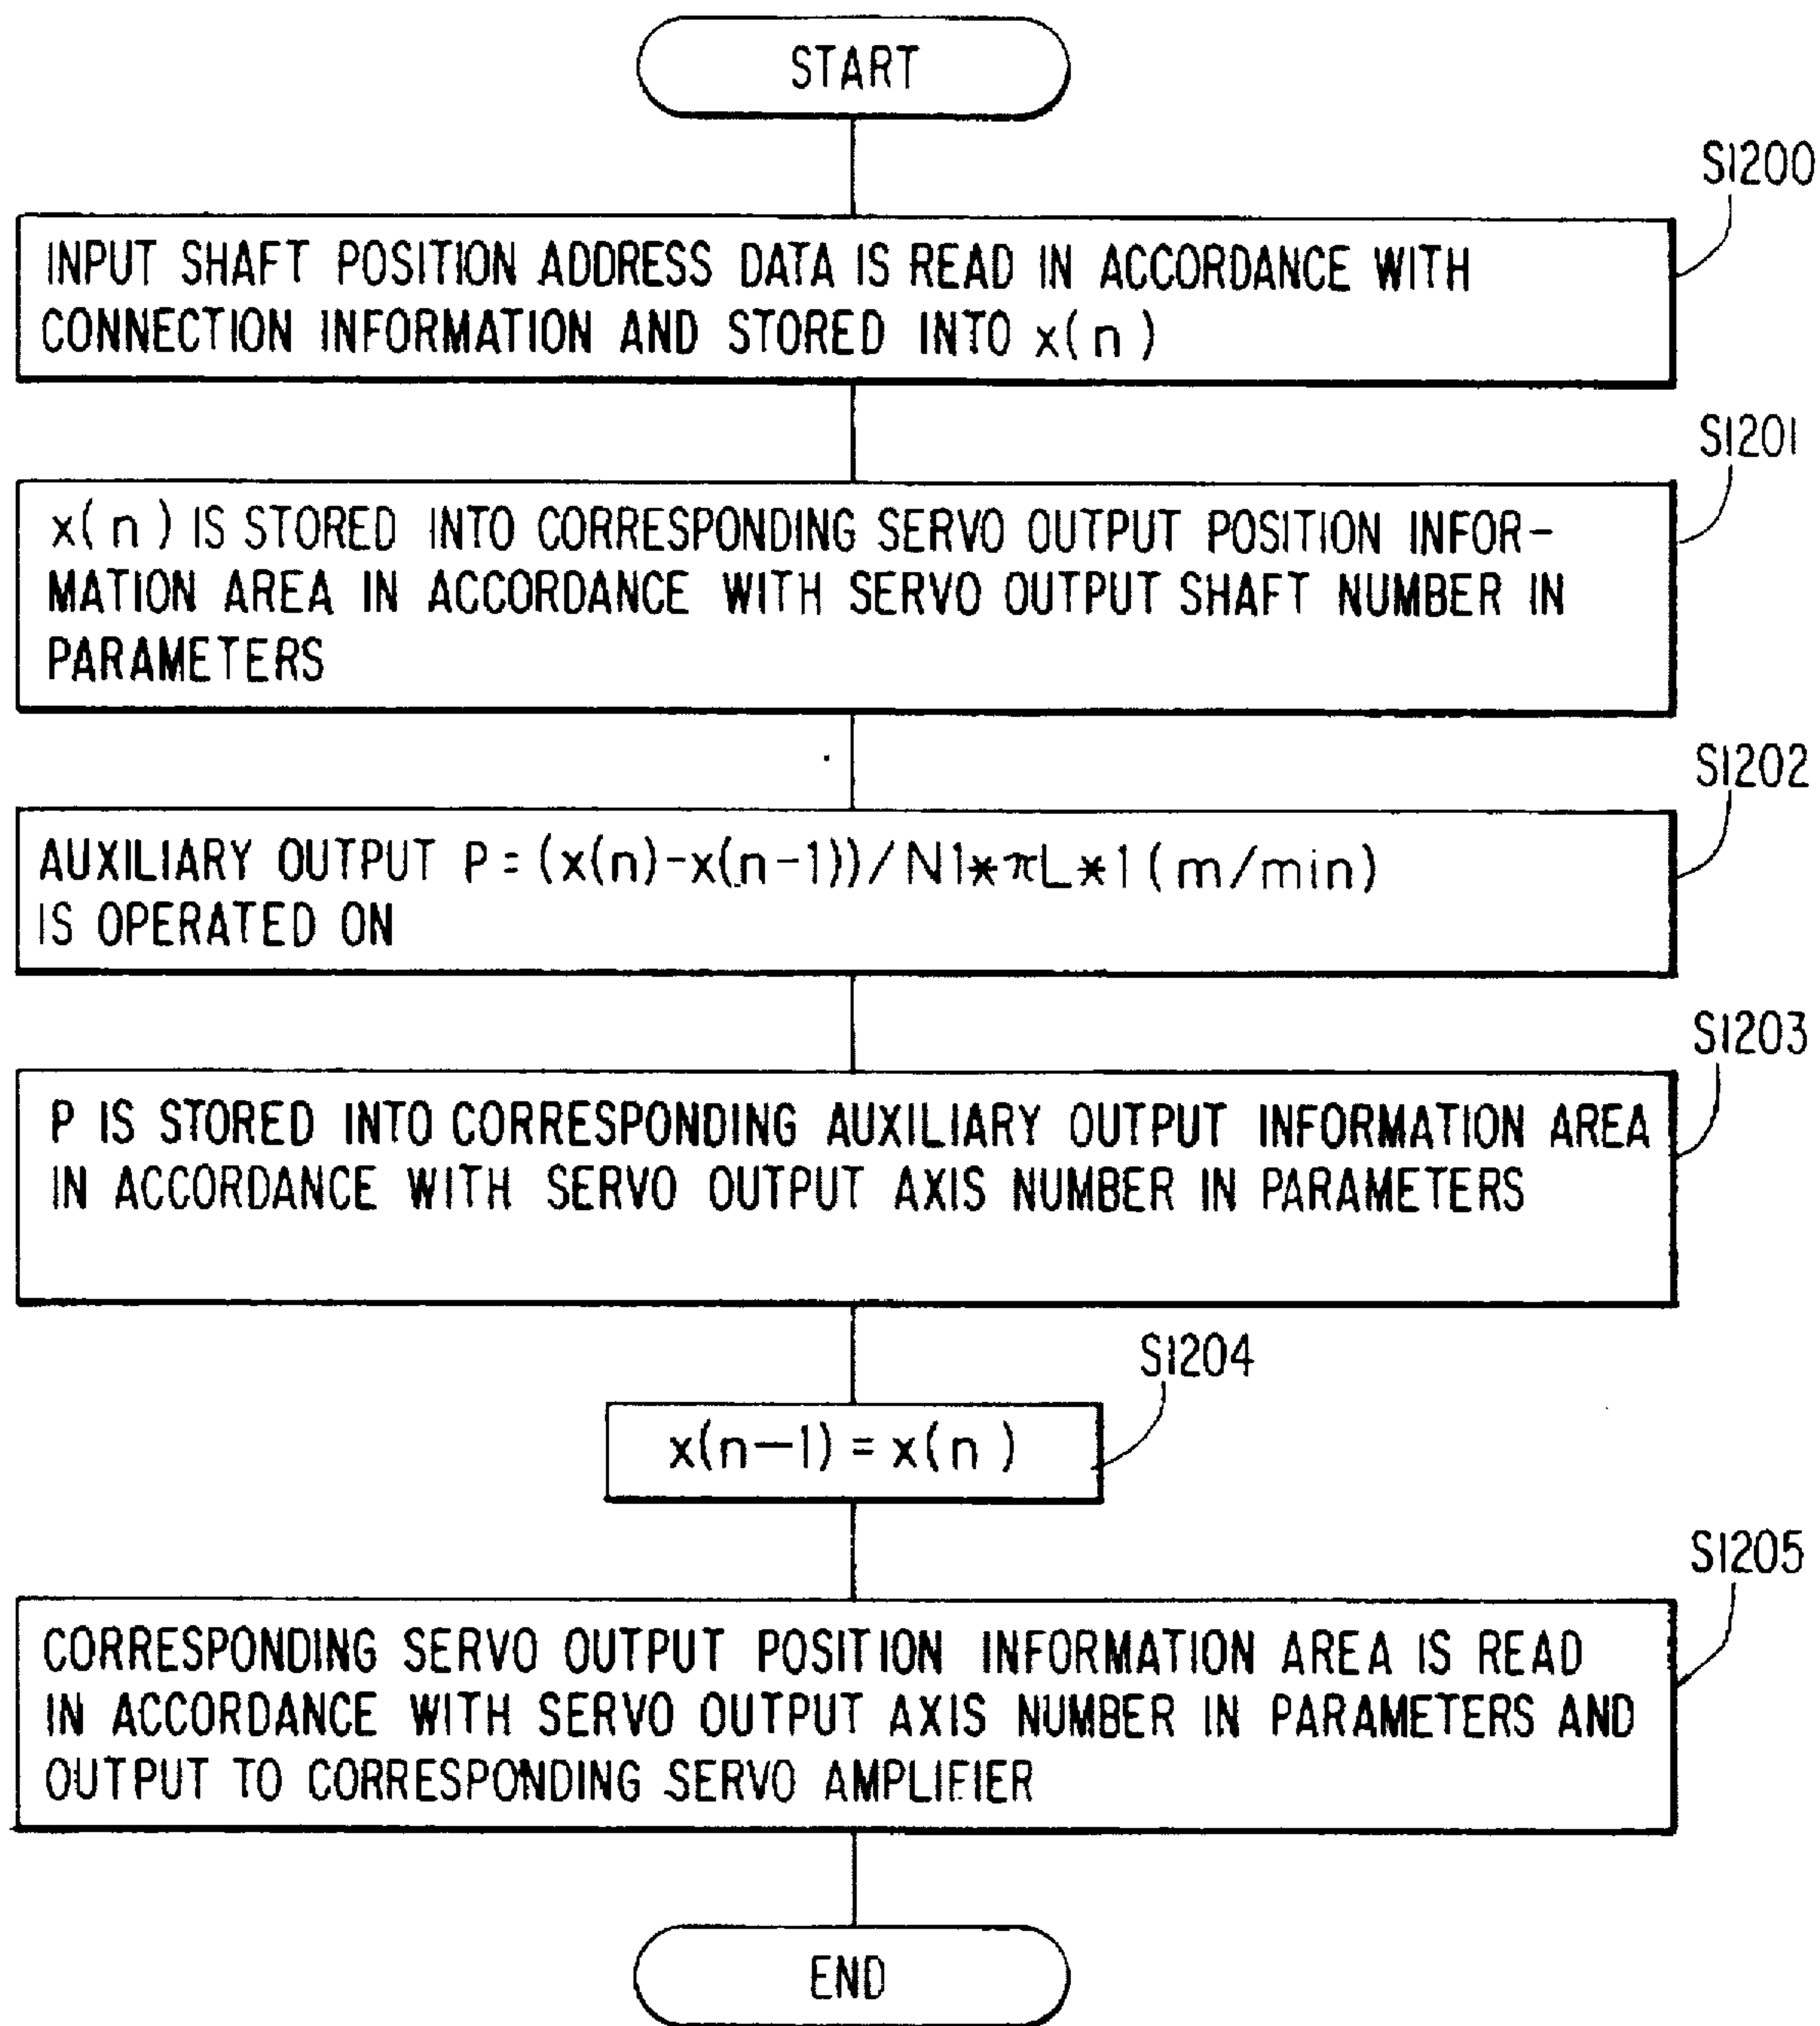 START
S1200
INPUT SHAFT POSITION ADDRESS DATA IS READ IN ACCORDANCE WITH
CONNECTION INFORMATION AND STORED INTO x(n)
S1201
x(n) IS STORED INTO CORRESPONDING SERVO OUTPUT POSITION INFOR-
MATION AREA IN ACCORDANCE WITH SERVO OUTPUT SHAFT NUMBER IN
PARAMETERS
S1202
AUXILIARY OUTPUT P = (x(n)-x(n-1))/N1*πL*1(m/min)
IS OPERATED ON
S1203
P IS STORED INTO CORRESPONDING AUXILIARY OUTPUT INFORMATION AREA
IN ACCORDANCE WITH SERVO OUTPUT AXIS NUMBER IN PARAMETERS
S1204
x(n-1) = x(n)
S1205
CORRESPONDING SERVO OUTPUT POSITION INFORMATION AREA IS READ
IN ACCORDANCE WITH SERVO OUTPUT AXIS NUMBER IN PARAMETERS AND
OUTPUT TO CORRESPONDING SERVO AMPLIFIER
END